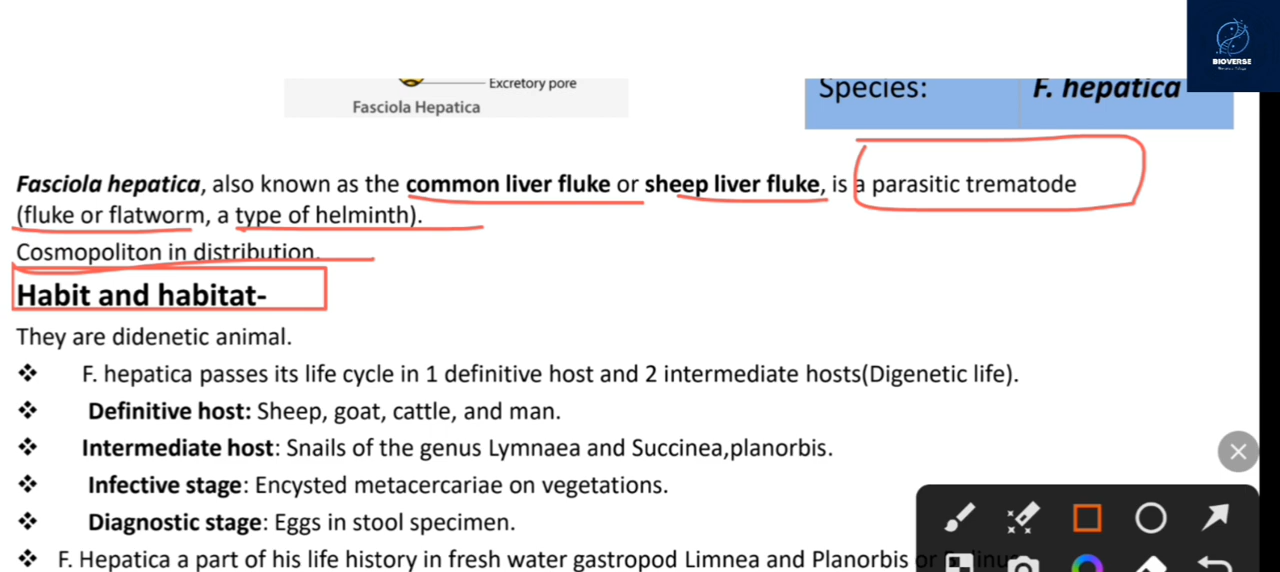 BIOVERSE
Excretory pore
Fasciola Hepatica
Species: F. hepatica
Fasciola hepatica, also known as the common liver fluke or sheep liver fluke, is a parasitic trematode
(fluke or flatworm, a type of helminth).
Cosmopoliton in distribution.
Habit and habitat-
They are didenetic animal.
❖ F. hepatica passes its life cycle in 1 definitive host and 2 intermediate hosts(Digenetic life).
❖ Definitive host: Sheep, goat, cattle, and man.
❖ Intermediate host: Snails of the genus Lymnaea and Succinea,planorbis.
❖ Infective stage: Encysted metacercariae on vegetations.
❖ Diagnostic stage: Eggs in stool specimen.
❖ F. Hepatica a part of his life history in fresh water gastropod Limnea and Planorbis or